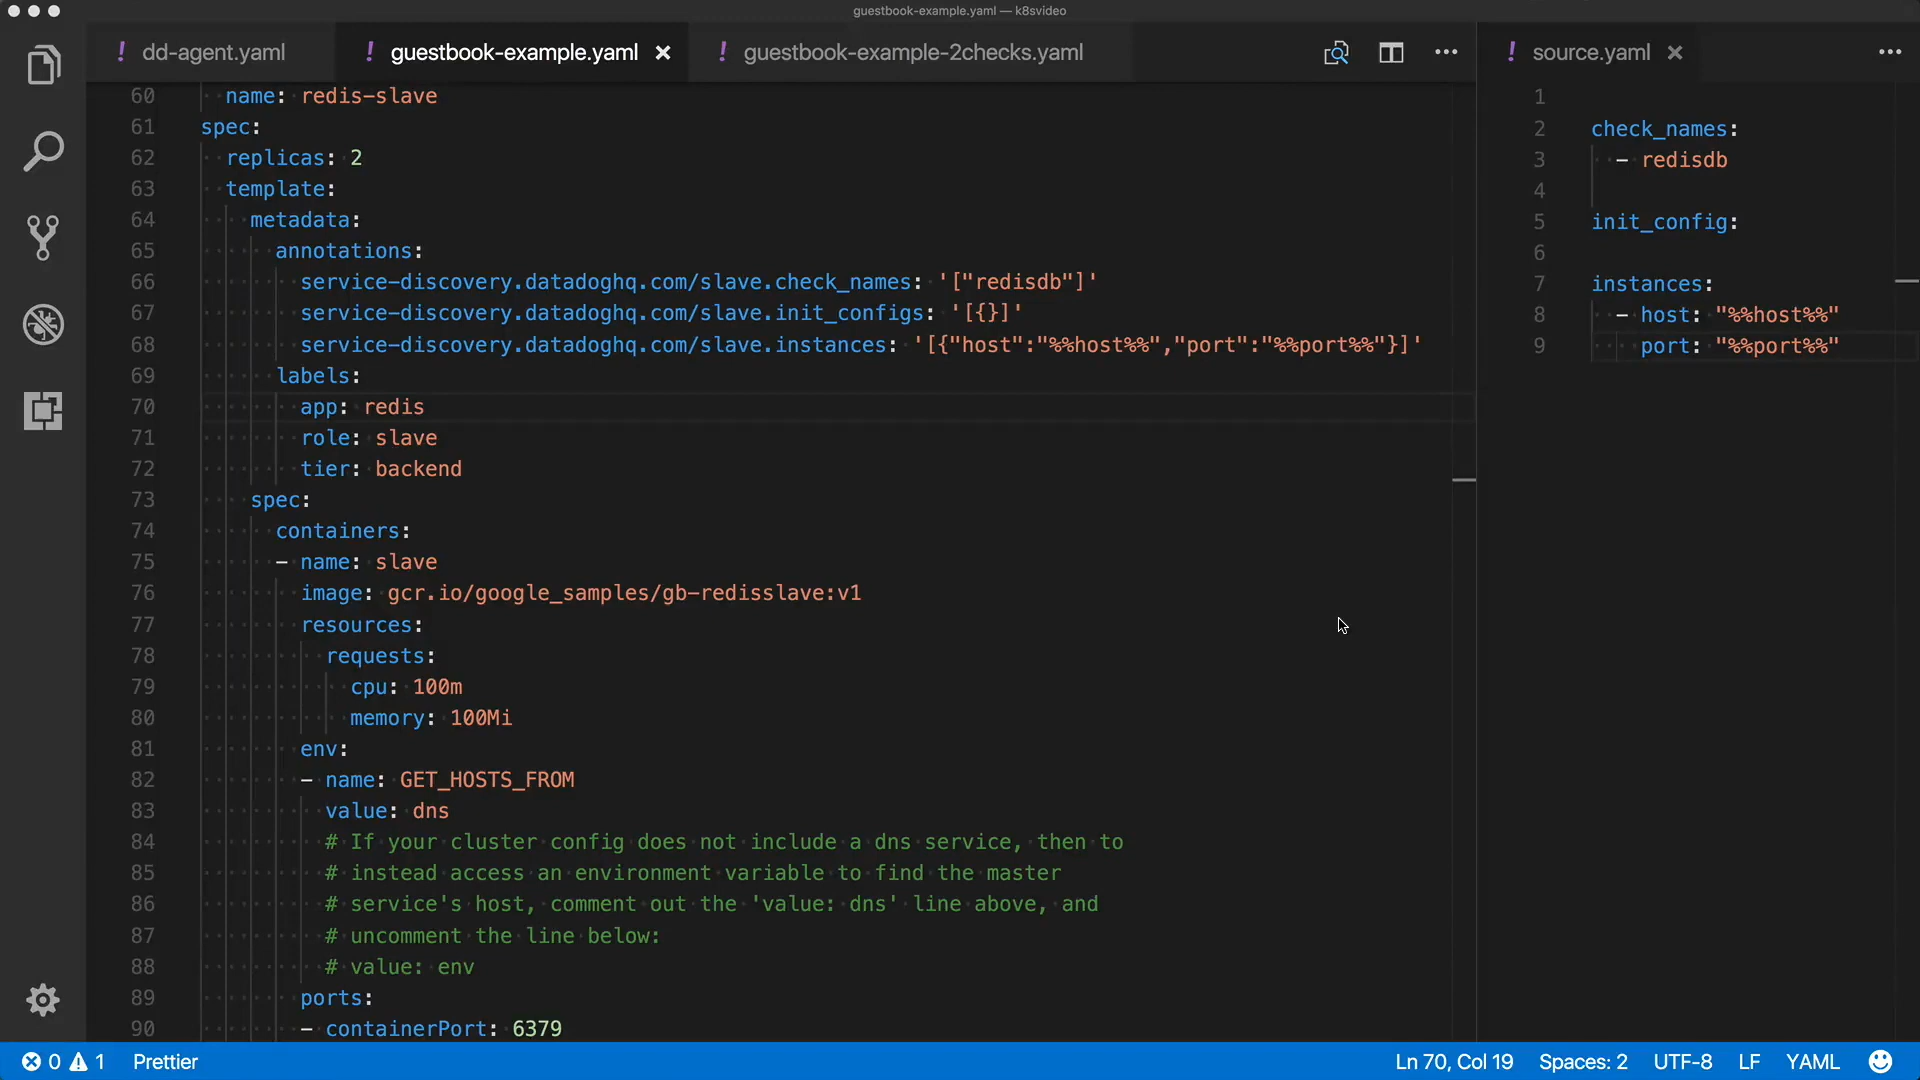 guestbook-example.yaml — k8svideo
! dd-agent.yaml
! guestbook-example.yaml ×
! guestbook-example-2checks.yaml
! source.yaml ×
60 name: redis-slave
61 spec:
62 replicas: 2
63 template:
64 metadata:
65 annotations:
66 service-discovery.datadoghq.com/slave.check_names: '["redisdb"]'
67 service-discovery.datadoghq.com/slave.init_configs: '[{}]'
68 service-discovery.datadoghq.com/slave.instances: '[{"host":"%%host%%","port":"%%port%%"}]'
69 labels:
70 app: redis
71 role: slave
72 tier: backend
73 spec:
74 containers:
75 - name: slave
76 image: gcr.io/google_samples/gb-redisslave:v1
77 resources:
78 requests:
79 cpu: 100m
80 memory: 100Mi
81 env:
82 - name: GET_HOSTS_FROM
83 value: dns
84 # If your cluster config does not include a dns service, then to
85 # instead access an environment variable to find the master
86 # service's host, comment out the 'value: dns' line above, and
87 # uncomment the line below:
88 # value: env
89 ports:
90 - containerPort: 6379
1
2 check_names:
3 - redisdb
4
5 init_config:
6
7 instances:
8 - host: "%%host%%"
9 port: "%%port%%"
0 1 Prettier
Ln 70, Col 19 Spaces: 2 UTF-8 LF YAML